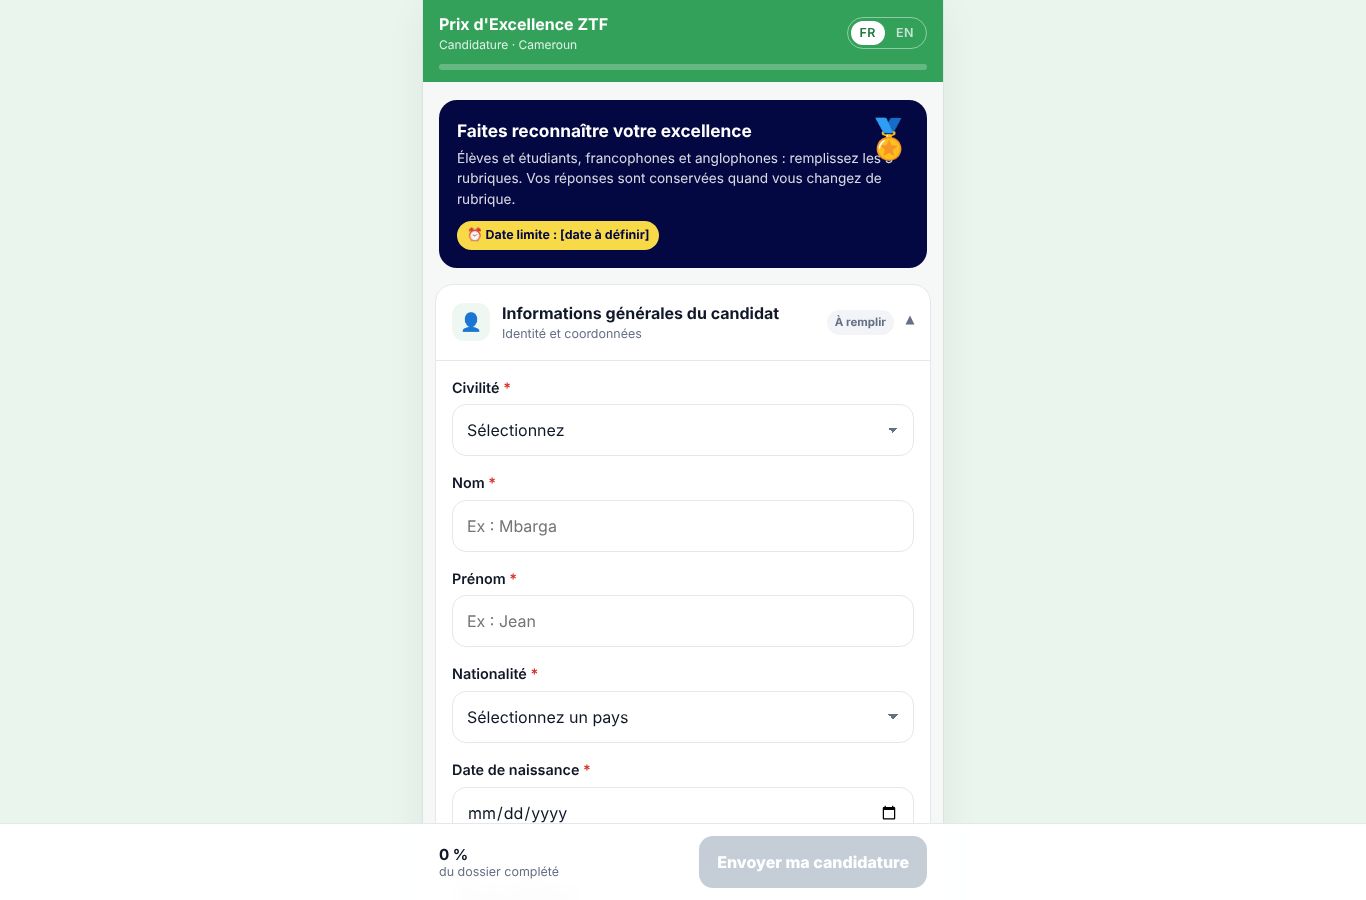 Prix d'Excellence ZTF
Candidature · Cameroun
FR EN
Faites reconnaître votre excellence
Élèves et étudiants, francophones et anglophones : remplissez les
rubriques. Vos réponses sont conservées quand vous changez de
rubrique.
Date limite : [date à définir]
Informations générales du candidat
Identité et coordonnées
À remplir
Civilité *
Sélectionnez
Nom *
Ex : Mbarga
Prénom *
Ex : Jean
Nationalité *
Sélectionnez un pays
Date de naissance *
mm/dd/yyyy
0 %
du dossier complété
Envoyer ma candidature